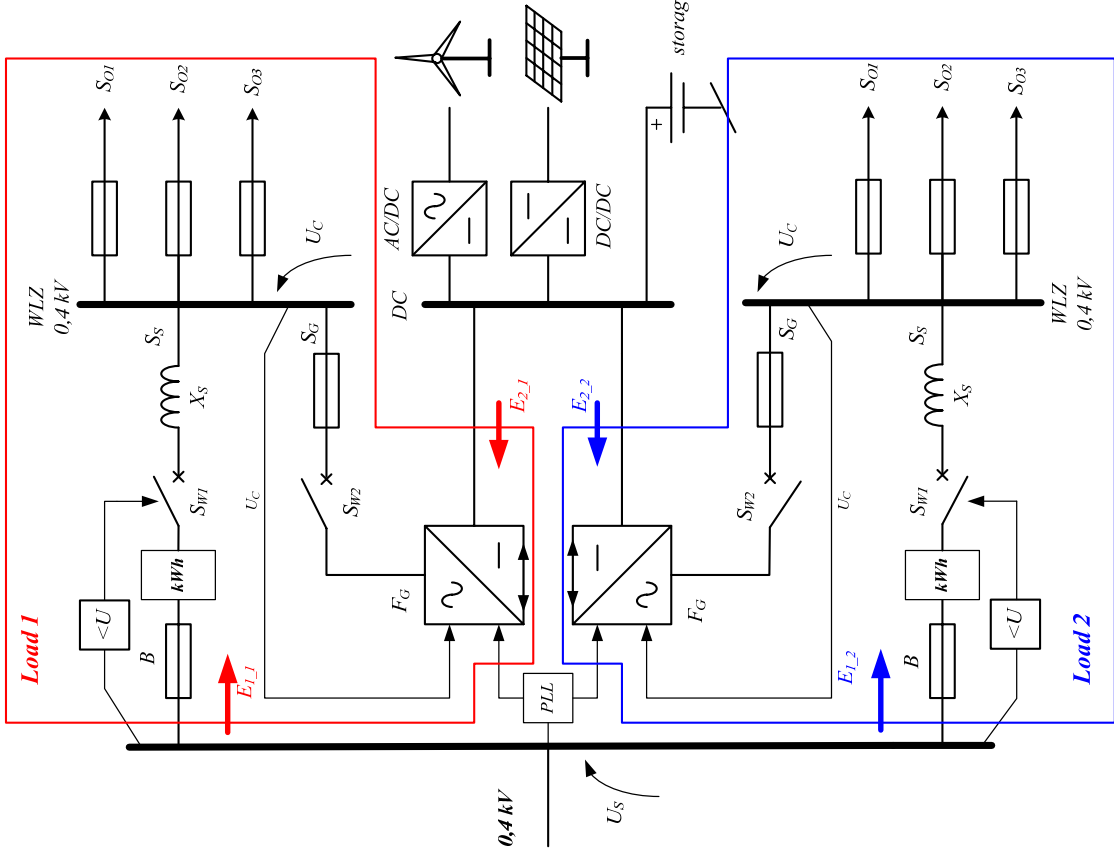 Load 1
WLZ
0,4 kV
<U
B
kWh
SW1
XS
SS
SO1
SO2
SO3
E1_1
UC
UC
SG
SW2
FG
AC/DC
DC
E2_1
0,4 kV
PLL
US
E2_2
DC/DC
+
storag
FG
SW2
SG
UC
UC
SO1
SO2
SO3
E1_2
B
kWh
SW1
XS
SS
<U
WLZ
0,4 kV
Load 2